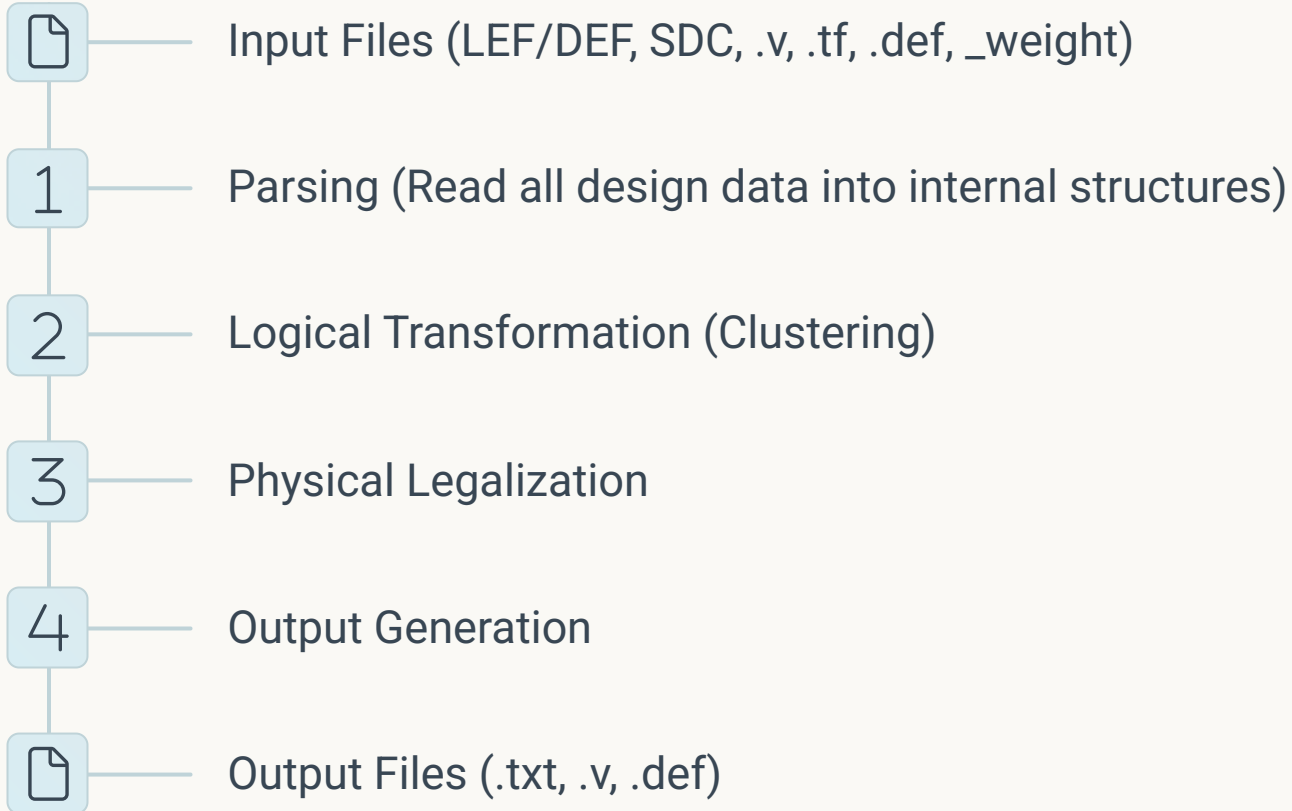 Input Files (LEF/DEF, SDC, .v, .tf, .def, _weight)
1 Parsing (Read all design data into internal structures)
2 Logical Transformation (Clustering)
3 Physical Legalization
4 Output Generation
Output Files (.txt, .v, .def)